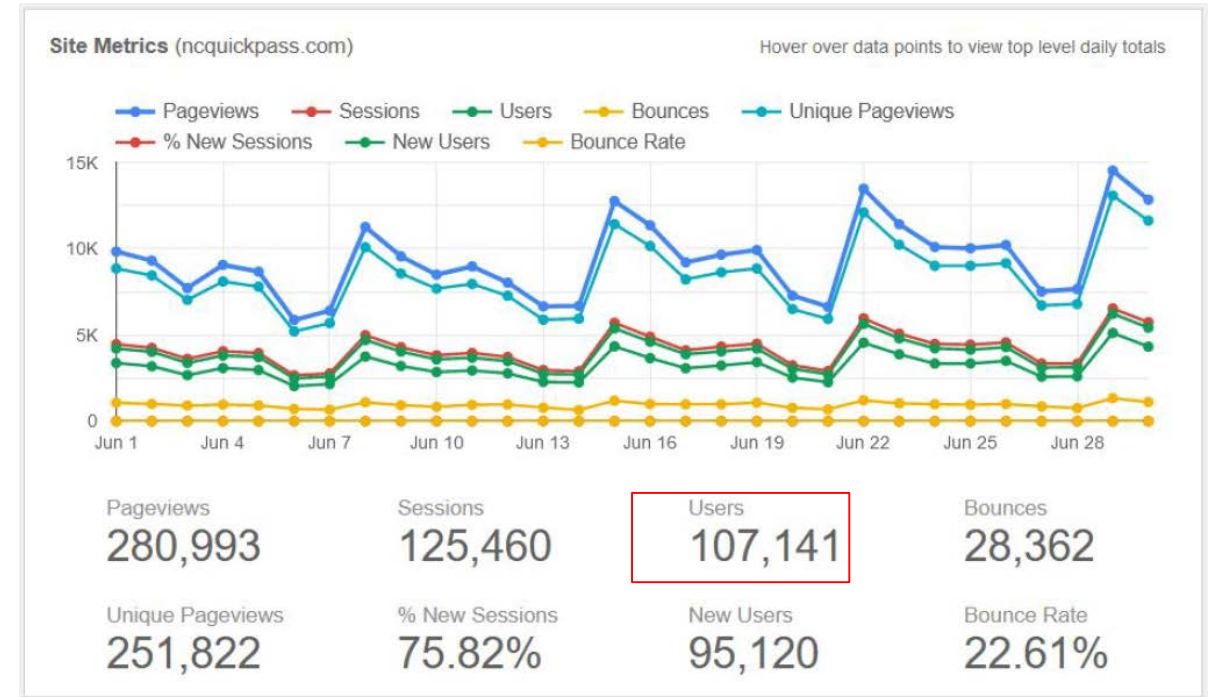 Site Metrics (ncquickpass.com)
Hover over data points to view top level daily totals
Pageviews Sessions Users Bounces Unique Pageviews
% New Sessions New Users Bounce Rate
15K
10K
5K
0
Jun 1 Jun 4 Jun 7 Jun 10 Jun 13 Jun 16 Jun 19 Jun 22 Jun 25 Jun 28
Pageviews Sessions Users Bounces
280,993 125,460 107,141 28,362
Unique Pageviews % New Sessions New Users Bounce Rate
251,822 75.82% 95,120 22.61%